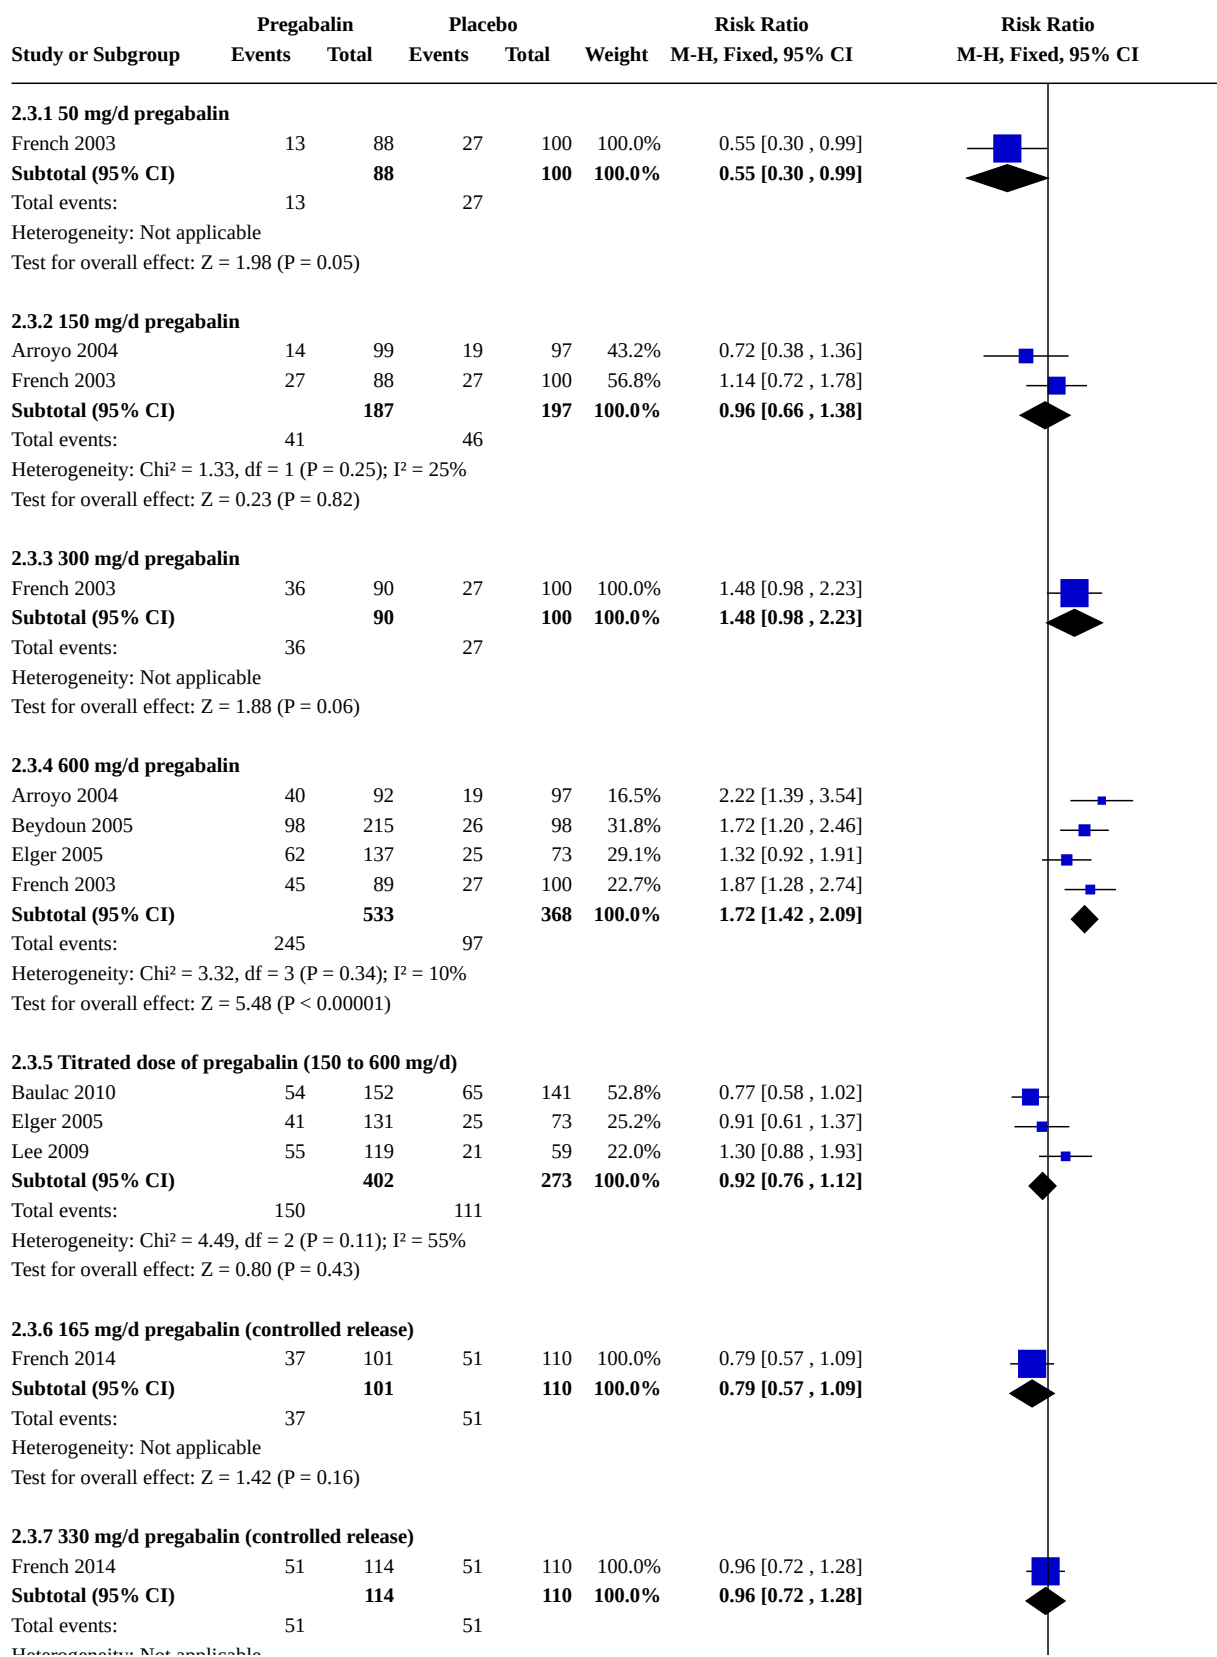 Pregabalin Placebo Risk Ratio Risk Ratio
Study or Subgroup Events Total Events Total Weight M-H, Fixed, 95% CI M-H, Fixed, 95% CI
2.3.1 50 mg/d pregabalin
French 2003 13 88 27 100 100.0% 0.55 [0.30 , 0.99]
Subtotal (95% CI) 88 100 100.0% 0.55 [0.30 , 0.99]
Total events: 13 27
Heterogeneity: Not applicable
Test for overall effect: Z = 1.98 (P = 0.05)
2.3.2 150 mg/d pregabalin
Arroyo 2004 14 99 19 97 43.2% 0.72 [0.38 , 1.36]
French 2003 27 88 27 100 56.8% 1.14 [0.72 , 1.78]
Subtotal (95% CI) 187 197 100.0% 0.96 [0.66 , 1.38]
Total events: 41 46
Heterogeneity: Chi² = 1.33, df = 1 (P = 0.25); I² = 25%
Test for overall effect: Z = 0.23 (P = 0.82)
2.3.3 300 mg/d pregabalin
French 2003 36 90 27 100 100.0% 1.48 [0.98 , 2.23]
Subtotal (95% CI) 90 100 100.0% 1.48 [0.98 , 2.23]
Total events: 36 27
Heterogeneity: Not applicable
Test for overall effect: Z = 1.88 (P = 0.06)
2.3.4 600 mg/d pregabalin
Arroyo 2004 40 92 19 97 16.5% 2.22 [1.39 , 3.54]
Beydoun 2005 98 215 26 98 31.8% 1.72 [1.20 , 2.46]
Elger 2005 62 137 25 73 29.1% 1.32 [0.92 , 1.91]
French 2003 45 89 27 100 22.7% 1.87 [1.28 , 2.74]
Subtotal (95% CI) 533 368 100.0% 1.72 [1.42 , 2.09]
Total events: 245 97
Heterogeneity: Chi² = 3.32, df = 3 (P = 0.34); I² = 10%
Test for overall effect: Z = 5.48 (P < 0.00001)
2.3.5 Titrated dose of pregabalin (150 to 600 mg/d)
Baulac 2010 54 152 65 141 52.8% 0.77 [0.58 , 1.02]
Elger 2005 41 131 25 73 25.2% 0.91 [0.61 , 1.37]
Lee 2009 55 119 21 59 22.0% 1.30 [0.88 , 1.93]
Subtotal (95% CI) 402 273 100.0% 0.92 [0.76 , 1.12]
Total events: 150 111
Heterogeneity: Chi² = 4.49, df = 2 (P = 0.11); I² = 55%
Test for overall effect: Z = 0.80 (P = 0.43)
2.3.6 165 mg/d pregabalin (controlled release)
French 2014 37 101 51 110 100.0% 0.79 [0.57 , 1.09]
Subtotal (95% CI) 101 110 100.0% 0.79 [0.57 , 1.09]
Total events: 37 51
Heterogeneity: Not applicable
Test for overall effect: Z = 1.42 (P = 0.16)
2.3.7 330 mg/d pregabalin (controlled release)
French 2014 51 114 51 110 100.0% 0.96 [0.72 , 1.28]
Subtotal (95% CI) 114 110 100.0% 0.96 [0.72 , 1.28]
Total events: 51 51
Heterogeneity: Not applicable